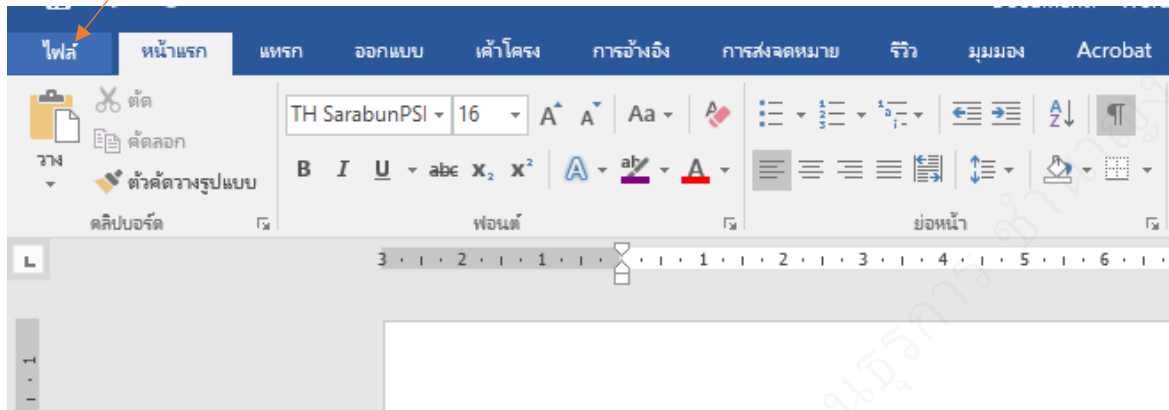 ไฟล์ หน้าแรก แทรก ออกแบบ เค้าโครง การอ้างอิง การส่งจดหมาย รีวิว มุมมอง Acrobat
ตัด
คัดลอก
ตัวคัดวางรูปแบบ
วาง
คลิปบอร์ด
TH SarabunPSI 16 A A Aa
B I U abc x₂ x² A ab A
ฟอนต์
A Z
ย่อหน้า
L
3 2 1 1 2 3 4 5 6
1